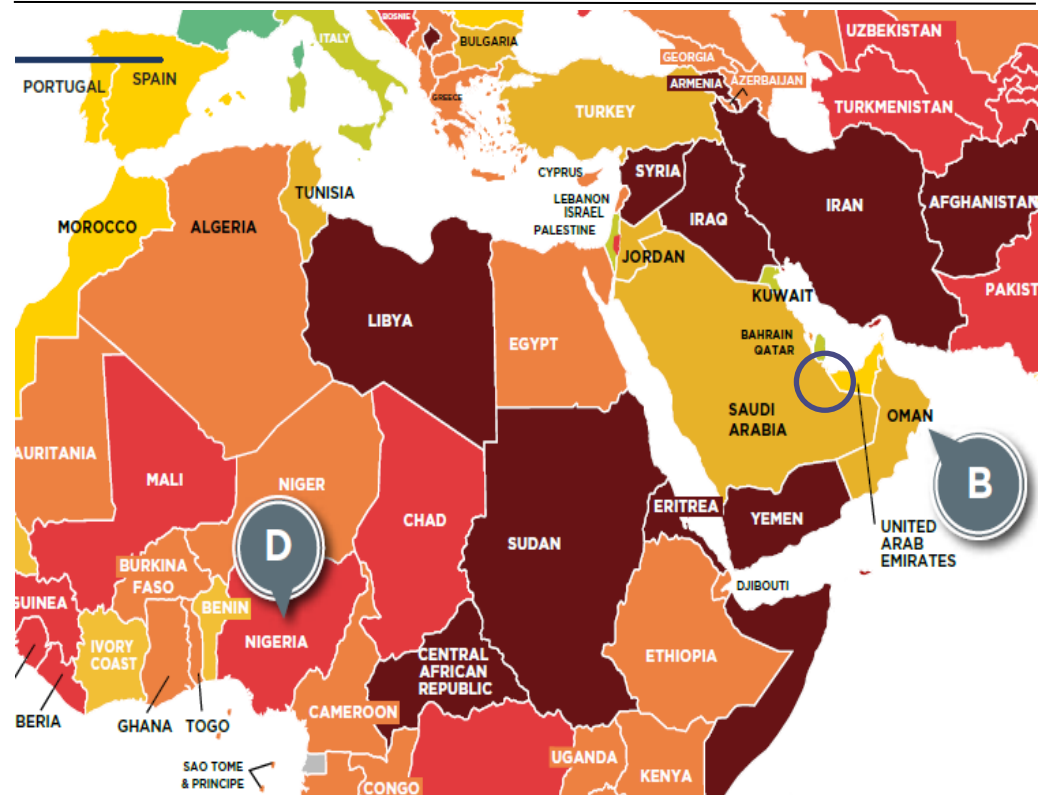 BOSNIE
UZBEKISTAN
ITALY
BULGARIA
GEORGIA
PORTUGAL
SPAIN
ARMENIA
AZERBAIJAN
GREECE
TURKEY
TURKMENISTAN
CYPRUS
SYRIA
TUNISIA
LEBANON
ISRAEL
PALESTINE
IRAN
AFGHANISTAN
MOROCCO
ALGERIA
IRAQ
JORDAN
PAKIST
KUWAIT
LIBYA
EGYPT
BAHRAIN
QATAR
SAUDI
ARABIA
OMAN
AURITANIA
MALI
NIGER
B
CHAD
ERITREA
YEMEN
UNITED
ARAB
EMIRATES
D
SUDAN
BURKINA
FASO
DJIBOUTI
GUINEA
BENIN
IVORY
COAST
NIGERIA
CENTRAL
AFRICAN
REPUBLIC
ETHIOPIA
BERIA
GHANA
TOGO
CAMEROON
SAO TOME
& PRINCIPE
UGANDA
KENYA
CONGO